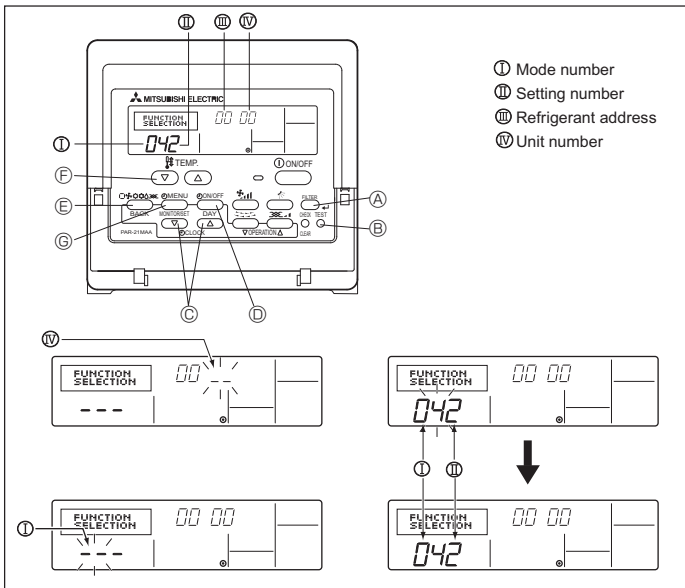 Ⅱ Ⅲ Ⅳ
Ⅰ Mode number
Ⅱ Setting number
Ⅲ Refrigerant address
Ⅳ Unit number
MITSUBISHI ELECTRIC
FUNCTION SELECTION 00 00
Ⅰ 042
TEMP. ON/OFF
Ⓕ
MENU ON/OFF FILTER Ⓐ
Ⓔ BACK MONITOR/SET DAY CHECK TEST Ⓑ
Ⓖ PAR-21MAA CLOCK OPERATION CLEAR
Ⓒ Ⓓ
Ⅳ
FUNCTION SELECTION 00 --
---
FUNCTION SELECTION 00 00
042
Ⅰ Ⅱ
Ⅰ
FUNCTION SELECTION 00 00
---
FUNCTION SELECTION 00 00
042